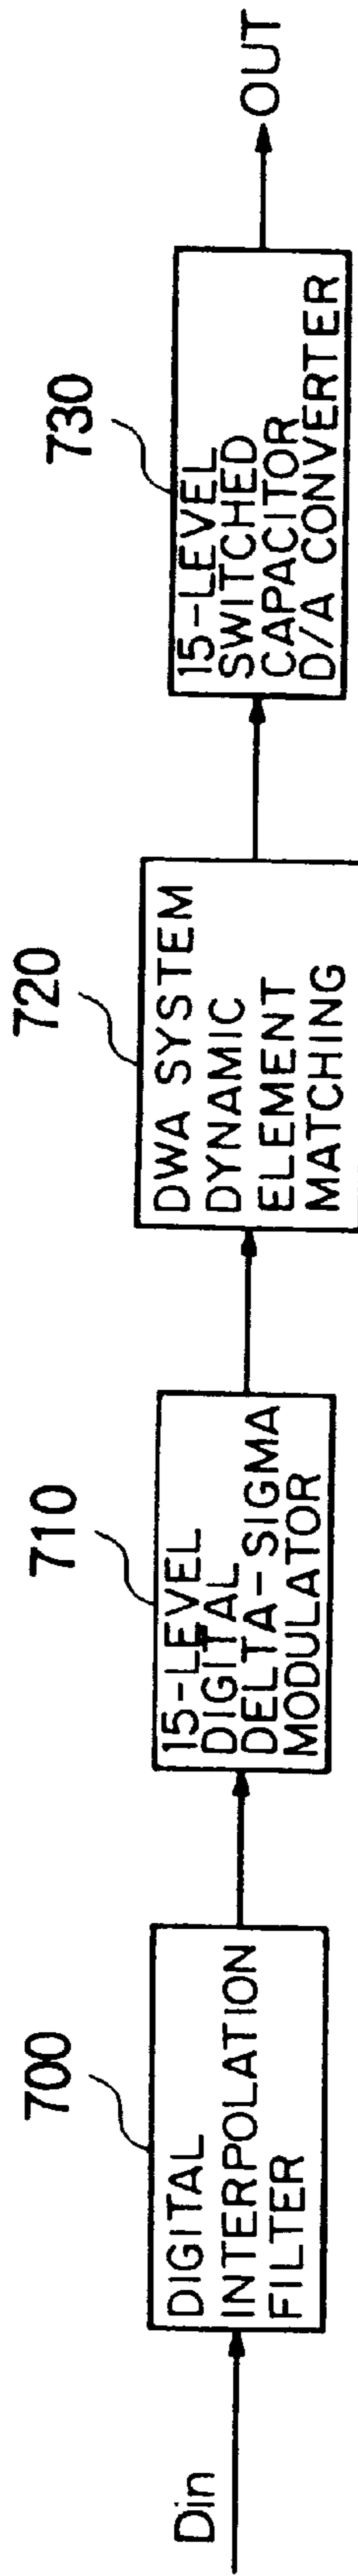 Din
700
DIGITAL
INTERPOLATION
FILTER
710
15-LEVEL
DIGITAL
DELTA-SIGMA
MODULATOR
720
DWA SYSTEM
DYNAMIC
ELEMENT
MATCHING
730
15-LEVEL
SWITCHED
CAPACITOR
D/A CONVERTER
OUT